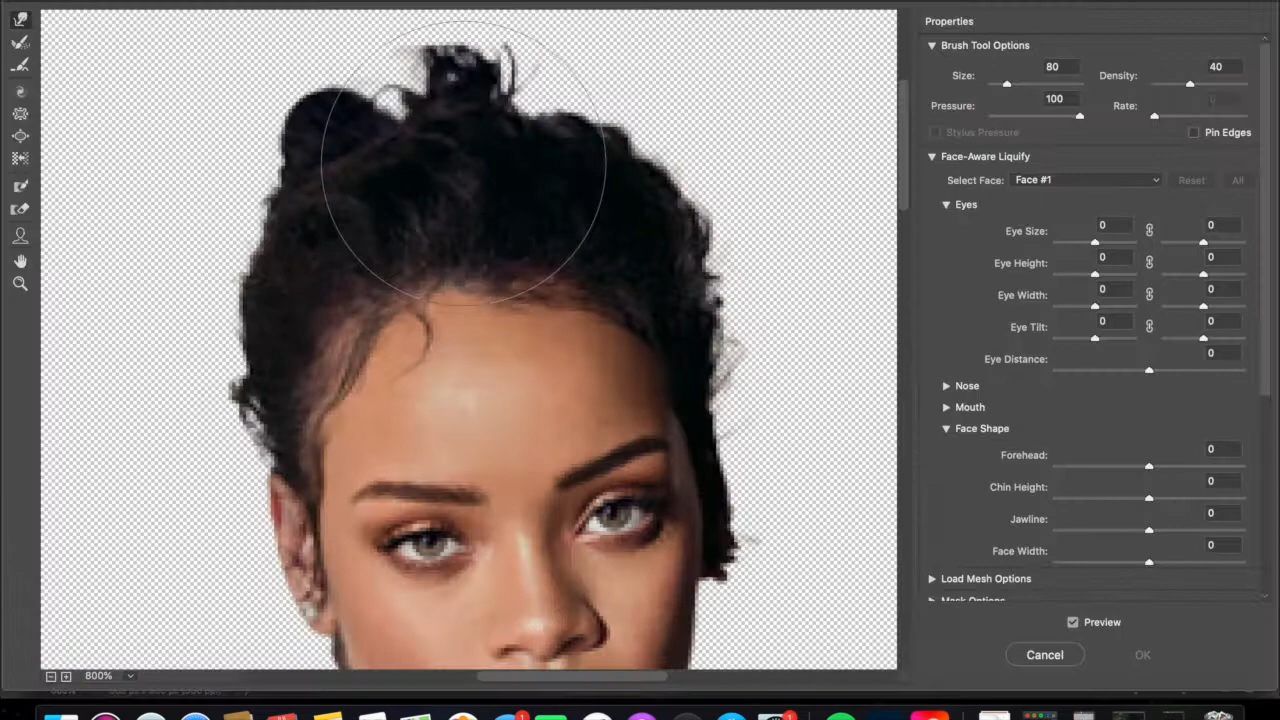 Properties
Brush Tool Options
Size: 80 Density: 40
Pressure: 100 Rate:
Stylus Pressure Pin Edges
Face-Aware Liquify
Select Face: Face #1 Reset All
Eyes
Eye Size: 0 0
Eye Height: 0 0
Eye Width: 0 0
Eye Tilt: 0 0
Eye Distance: 0
Nose
Mouth
Face Shape
Forehead: 0
Chin Height: 0
Jawline: 0
Face Width: 0
Load Mesh Options
Mask Options
Preview
Cancel OK
800%